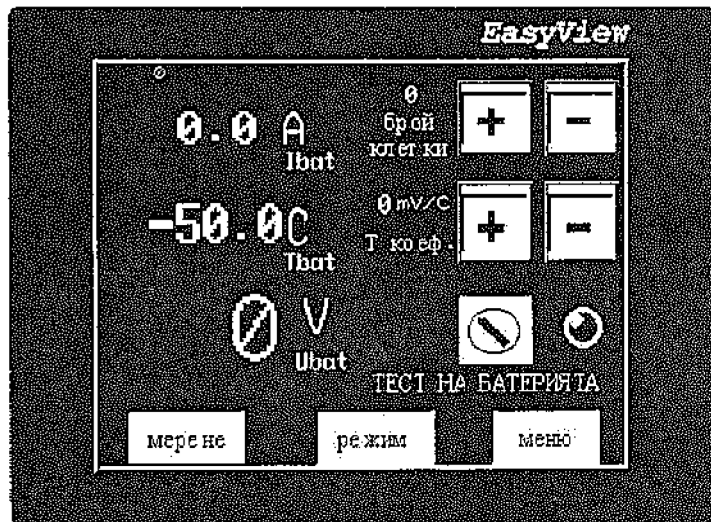 EasyView
0
0.0 A
Ibat
брой
клетки
+
-
-50.0C
Tbat
0 mV/C
Т коеф.
+
-
0 V
Ubat
ТЕСТ НА БАТЕРИЯТА
мерене
режим
меню